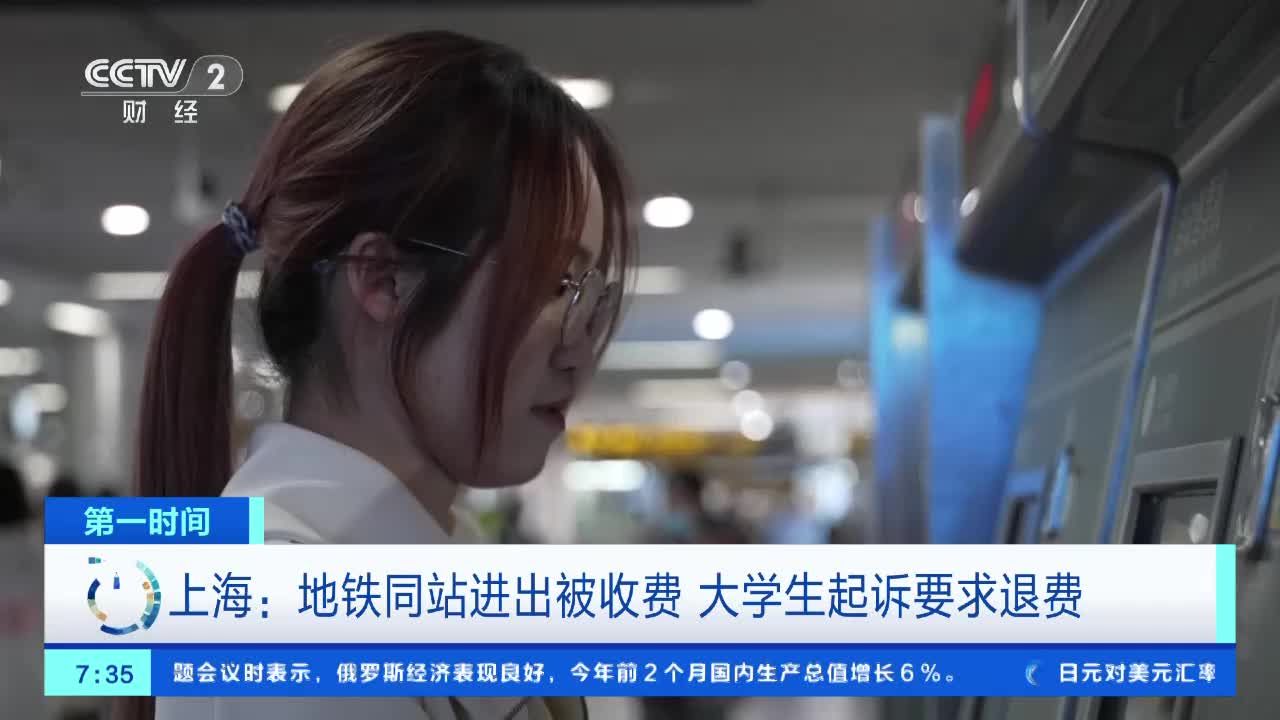 CCTV 2
财 经
第一时间
上海：地铁同站进出被收费 大学生起诉要求退费
7:35 题会议时表示，俄罗斯经济表现良好，今年前2个月国内生产总值增长6%。 日元对美元汇率